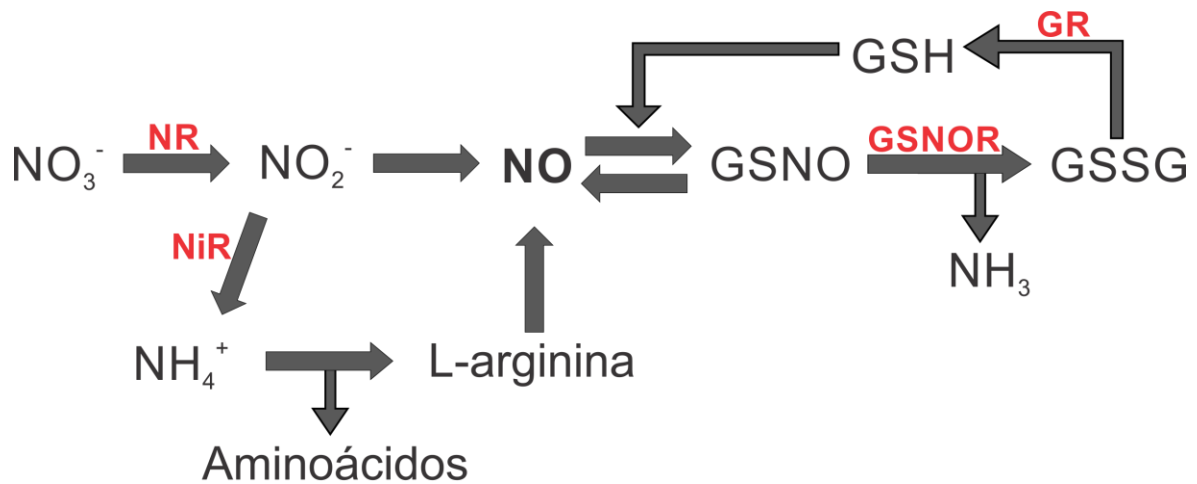 GR
GSH
NR
GSNOR
NO₃⁻
NO₂⁻
NO
GSNO
GSSG
NiR
NH₃
NH₄⁺
L-arginina
Aminoácidos